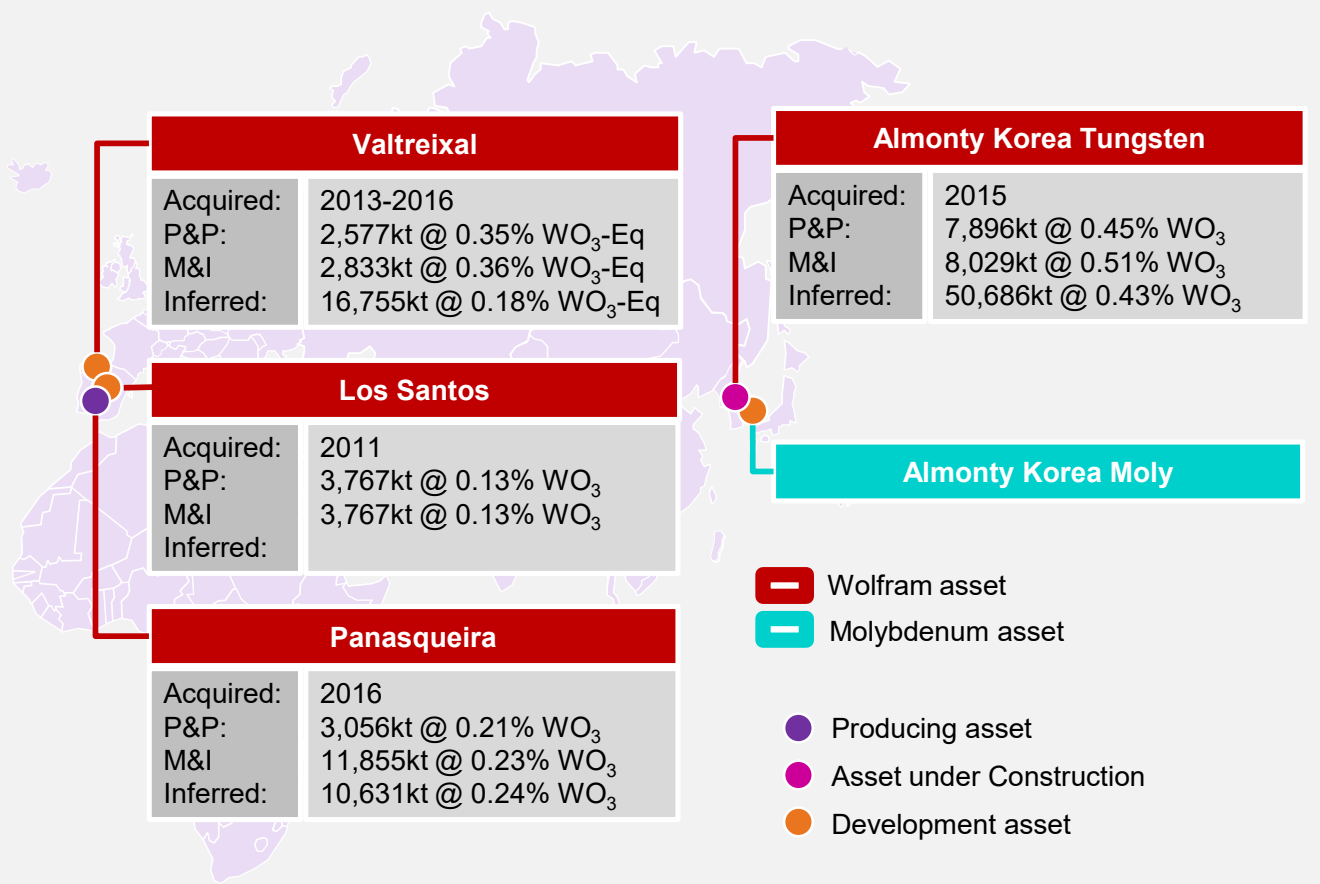 Valtreixal
Acquired: 2013-2016
P&P: 2,577kt @ 0.35% WO₃-Eq
M&I 2,833kt @ 0.36% WO₃-Eq
Inferred: 16,755kt @ 0.18% WO₃-Eq
Los Santos
Acquired: 2011
P&P: 3,767kt @ 0.13% WO₃
M&I 3,767kt @ 0.13% WO₃
Inferred:
Panasqueira
Acquired: 2016
P&P: 3,056kt @ 0.21% WO₃
M&I 11,855kt @ 0.23% WO₃
Inferred: 10,631kt @ 0.24% WO₃
Almonty Korea Tungsten
Acquired: 2015
P&P: 7,896kt @ 0.45% WO₃
M&I 8,029kt @ 0.51% WO₃
Inferred: 50,686kt @ 0.43% WO₃
Almonty Korea Moly
Wolfram asset
Molybdenum asset
Producing asset
Asset under Construction
Development asset